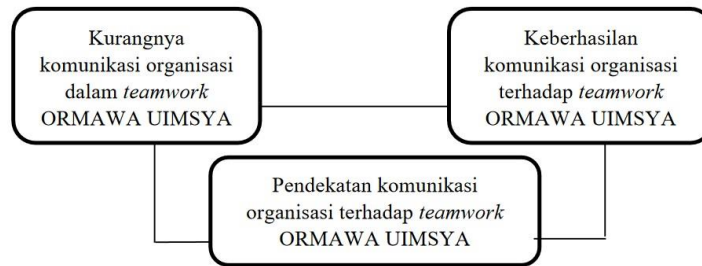 Kurangnya
komunikasi organisasi
dalam teamwork
ORMAWA UIMSYA
Keberhasilan
komunikasi organisasi
terhadap teamwork
ORMAWA UIMSYA
Pendekatan komunikasi
organisasi terhadap teamwork
ORMAWA UIMSYA